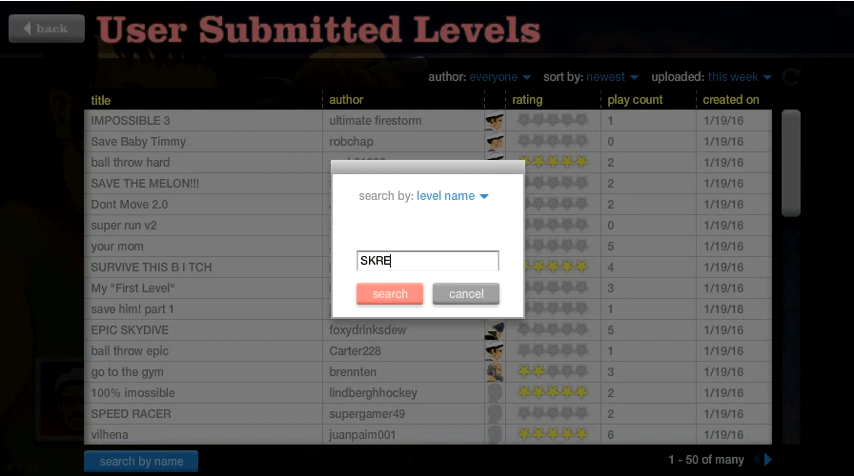 back
User Submitted Levels
author: everyone sort by: newest uploaded: this week
title author rating play count created on
IMPOSSIBLE 3 ultimate firestorm 1 1/19/16
Save Baby Timmy robchap 0 1/19/16
ball throw hard 2 1/19/16
SAVE THE MELON!!! 2 1/19/16
Dont Move 2.0 2 1/19/16
super run v2 0 1/19/16
your mom 5 1/19/16
SURVIVE THIS B I TCH 4 1/19/16
My "First Level" 3 1/19/16
save him! part 1 1 1/19/16
EPIC SKYDIVE foxydrinksdew 5 1/19/16
ball throw epic Carter228 1 1/19/16
go to the gym brennten 3 1/19/16
100% imossible lindberghhockey 2 1/19/16
SPEED RACER supergamer49 2 1/19/16
vilhena juanpaim001 6 1/19/16
search by: level name
SKRE
search cancel
search by name
1 - 50 of many